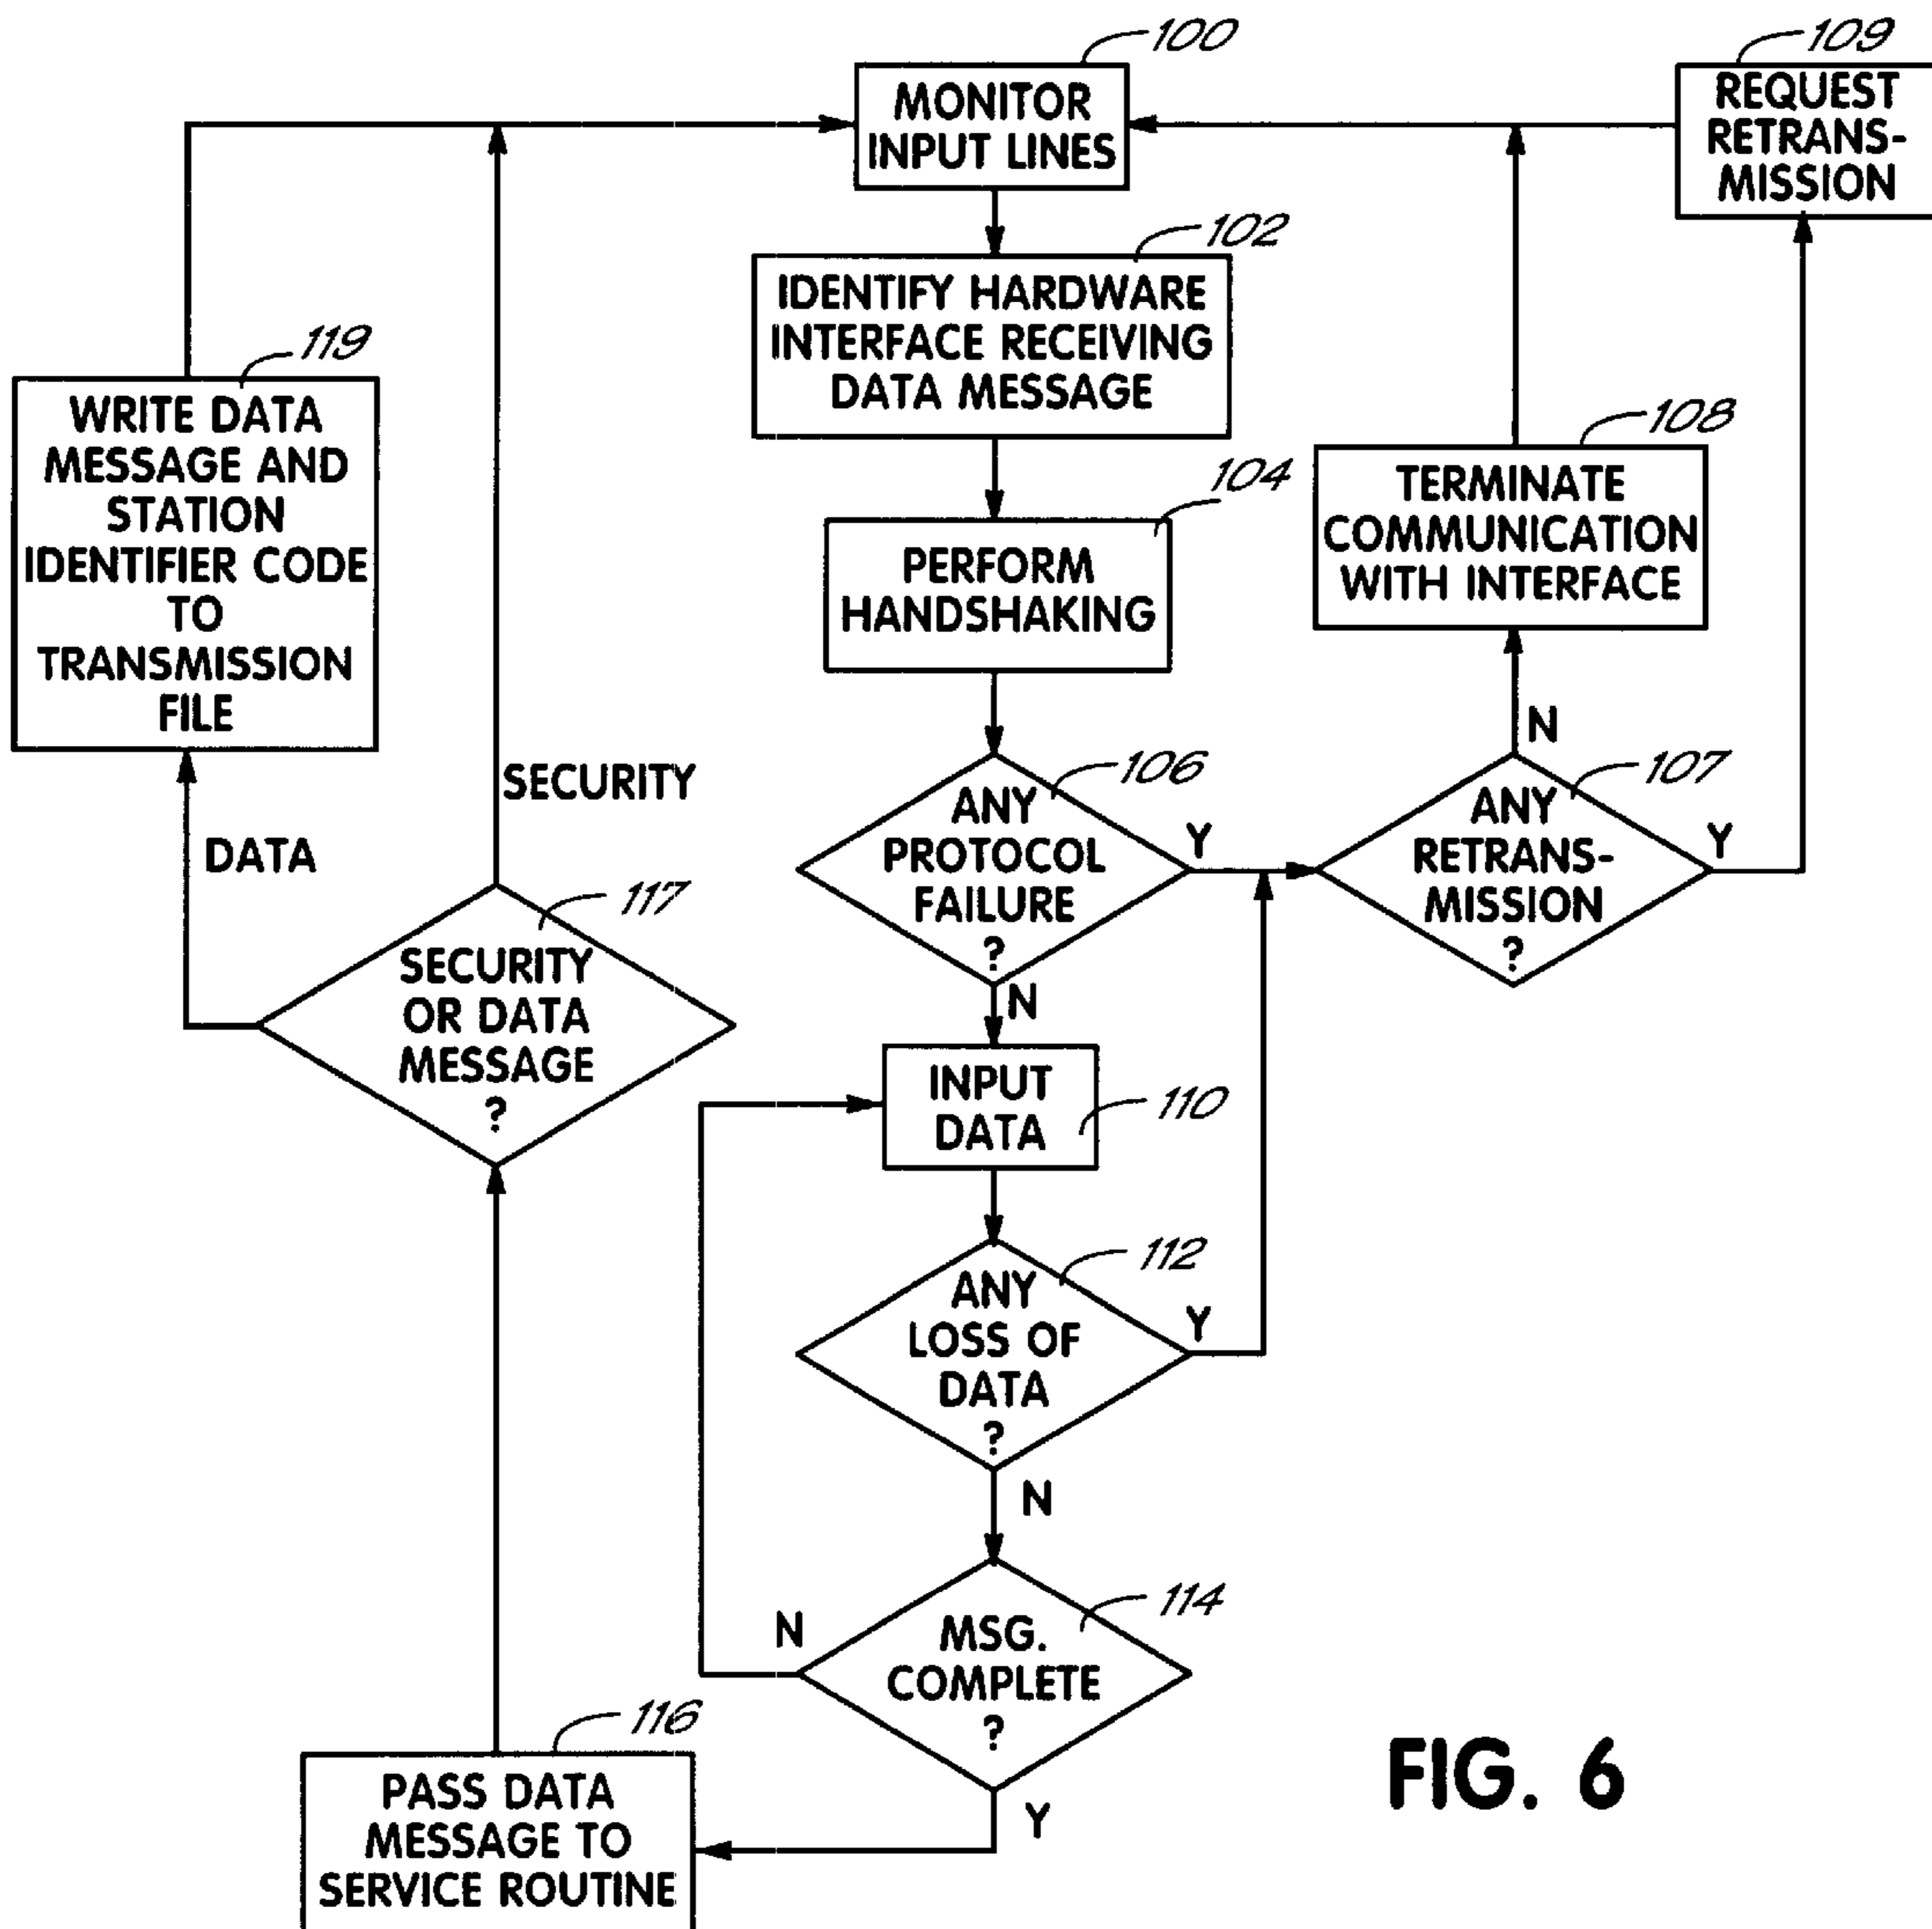 100
MONITOR
INPUT LINES
109
REQUEST
RETRANS-
MISSION
102
IDENTIFY HARDWARE
INTERFACE RECEIVING
DATA MESSAGE
119
WRITE DATA
MESSAGE AND
STATION
IDENTIFIER CODE
TO
TRANSMISSION
FILE
104
PERFORM
HANDSHAKING
108
TERMINATE
COMMUNICATION
WITH INTERFACE
N
SECURITY
DATA
106
ANY
PROTOCOL
FAILURE
?
Y
N
107
ANY
RETRANS-
MISSION
?
Y
117
SECURITY
OR DATA
MESSAGE
?
INPUT
DATA
110
112
ANY
LOSS OF
DATA
?
Y
N
114
MSG.
COMPLETE
?
N
Y
116
PASS DATA
MESSAGE TO
SERVICE ROUTINE
FIG. 6